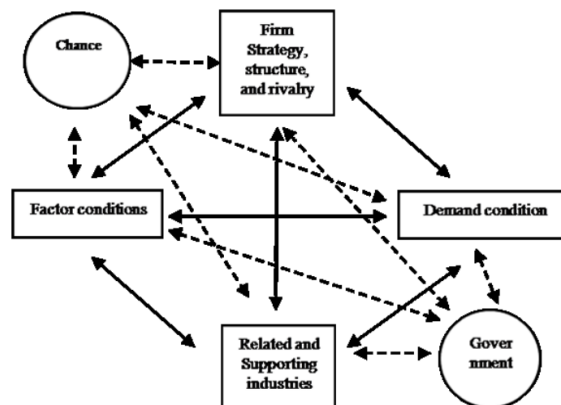 Chance
Firm
Strategy,
structure,
and rivalry
Factor conditions
Demand condition
Related and
Supporting
industries
Gover
nment